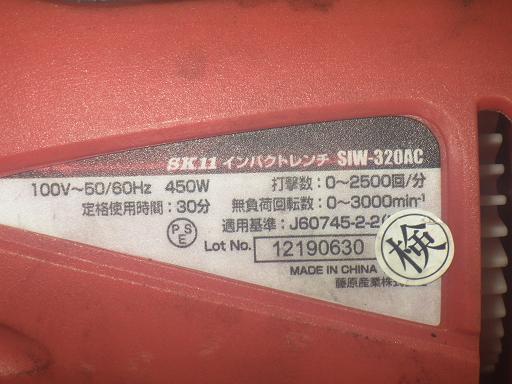 SK11 インパクトレンチ SIW-320AC
100V～50/60Hz 450W
打撃数：0～2500回/分
定格使用時間：30分
無負荷回転数：0～3000min⁻¹
適用基準：J60745-2-2
PSE
Lot No. 12190630
検
MADE IN CHINA
藤原産業株式